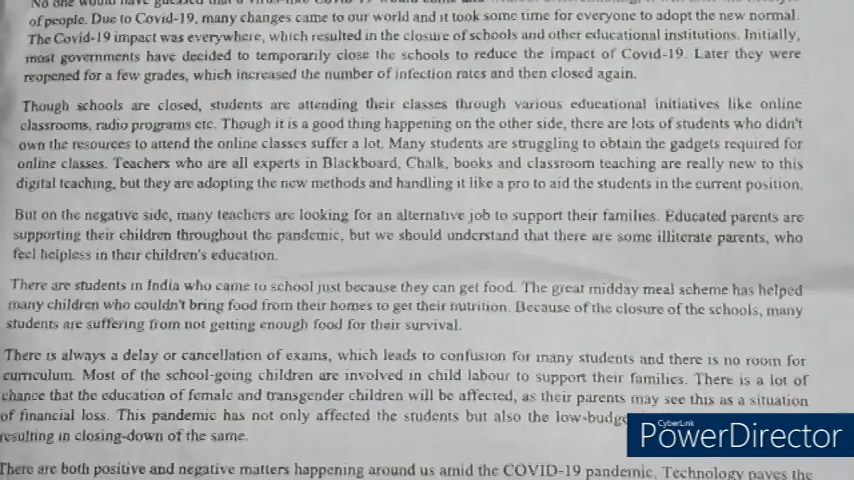 No one would have guessed that a virus-like Covid-19 would come
of people. Due to Covid-19, many changes came to our world and it took some time for everyone to adopt the new normal.
The Covid-19 impact was everywhere, which resulted in the closure of schools and other educational institutions. Initially,
most governments have decided to temporarily close the schools to reduce the impact of Covid-19. Later they were
reopened for a few grades, which increased the number of infection rates and then closed again.
Though schools are closed, students are attending their classes through various educational initiatives like online
classrooms, radio programs etc. Though it is a good thing happening on the other side, there are lots of students who didn't
own the resources to attend the online classes suffer a lot. Many students are struggling to obtain the gadgets required for
online classes. Teachers who are all experts in Blackboard, Chalk, books and classroom teaching are really new to this
digital teaching, but they are adopting the new methods and handling it like a pro to aid the students in the current position.
But on the negative side, many teachers are looking for an alternative job to support their families. Educated parents are
supporting their children throughout the pandemic, but we should understand that there are some illiterate parents, who
feel helpless in their children's education.
There are students in India who came to school just because they can get food. The great midday meal scheme has helped
many children who couldn't bring food from their homes to get their nutrition. Because of the closure of the schools, many
students are suffering from not getting enough food for their survival.
There is always a delay or cancellation of exams, which leads to confusion for many students and there is no room for
curriculum. Most of the school-going children are involved in child labour to support their families. There is a lot of
chance that the education of female and transgender children will be affected, as their parents may see this as a situation
of financial loss. This pandemic has not only affected the students but also the low-budge
resulting in closing-down of the same.
There are both positive and negative matters happening around us amid the COVID-19 pandemic. Technology paves the
CyberLink
PowerDirector